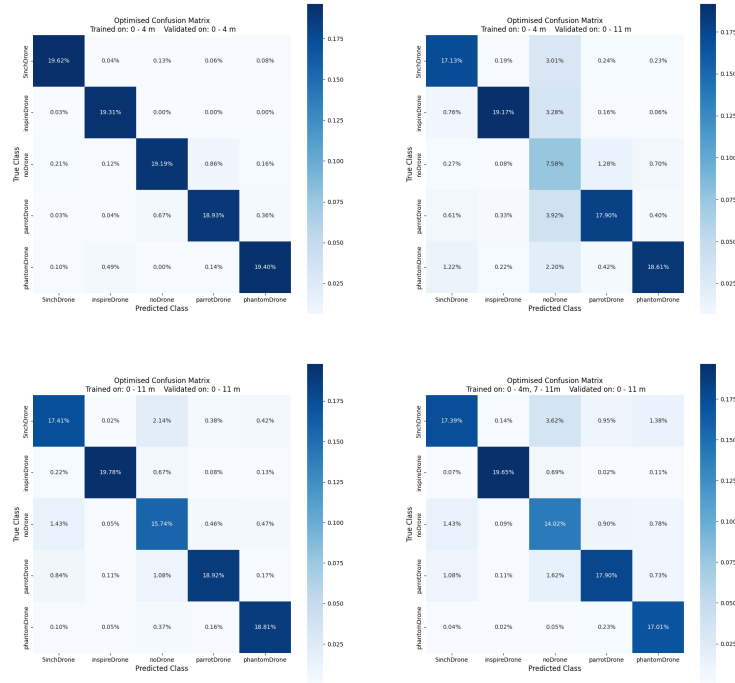 Optimised Confusion Matrix
Trained on: 0 - 4 m Validated on: 0 - 4 m
5inchDrone 19.62% 0.04% 0.13% 0.06% 0.08%
inspireDrone 0.03% 19.31% 0.00% 0.00% 0.00%
noDrone 0.21% 0.12% 19.19% 0.86% 0.16%
parrotDrone 0.03% 0.04% 0.67% 18.93% 0.36%
phantomDrone 0.10% 0.49% 0.00% 0.14% 19.40%
True Class
5inchDrone inspireDrone noDrone parrotDrone phantomDrone
Predicted Class
0.175
0.150
0.125
0.100
0.075
0.050
0.025
Optimised Confusion Matrix
Trained on: 0 - 4 m Validated on: 0 - 11 m
5inchDrone 17.13% 0.19% 3.01% 0.24% 0.23%
inspireDrone 0.76% 19.17% 3.28% 0.16% 0.06%
noDrone 0.27% 0.08% 7.58% 1.28% 0.70%
parrotDrone 0.61% 0.33% 3.92% 17.90% 0.40%
phantomDrone 1.22% 0.22% 2.20% 0.42% 18.61%
True Class
5inchDrone inspireDrone noDrone parrotDrone phantomDrone
Predicted Class
0.175
0.150
0.125
0.100
0.075
0.050
0.025
Optimised Confusion Matrix
Trained on: 0 - 11 m Validated on: 0 - 11 m
5inchDrone 17.41% 0.02% 2.14% 0.38% 0.42%
inspireDrone 0.22% 19.78% 0.67% 0.08% 0.13%
noDrone 1.43% 0.05% 15.74% 0.46% 0.47%
parrotDrone 0.84% 0.11% 1.08% 18.92% 0.17%
phantomDrone 0.10% 0.05% 0.37% 0.16% 18.81%
True Class
5inchDrone inspireDrone noDrone parrotDrone phantomDrone
Predicted Class
0.175
0.150
0.125
0.100
0.075
0.050
0.025
Optimised Confusion Matrix
Trained on: 0 - 4m, 7 - 11m Validated on: 0 - 11 m
5inchDrone 17.39% 0.14% 3.62% 0.95% 1.38%
inspireDrone 0.07% 19.65% 0.69% 0.02% 0.11%
noDrone 1.43% 0.09% 14.02% 0.90% 0.78%
parrotDrone 1.08% 0.11% 1.62% 17.90% 0.73%
phantomDrone 0.04% 0.02% 0.05% 0.23% 17.01%
True Class
5inchDrone inspireDrone noDrone parrotDrone phantomDrone
Predicted Class
0.175
0.150
0.125
0.100
0.075
0.050
0.025